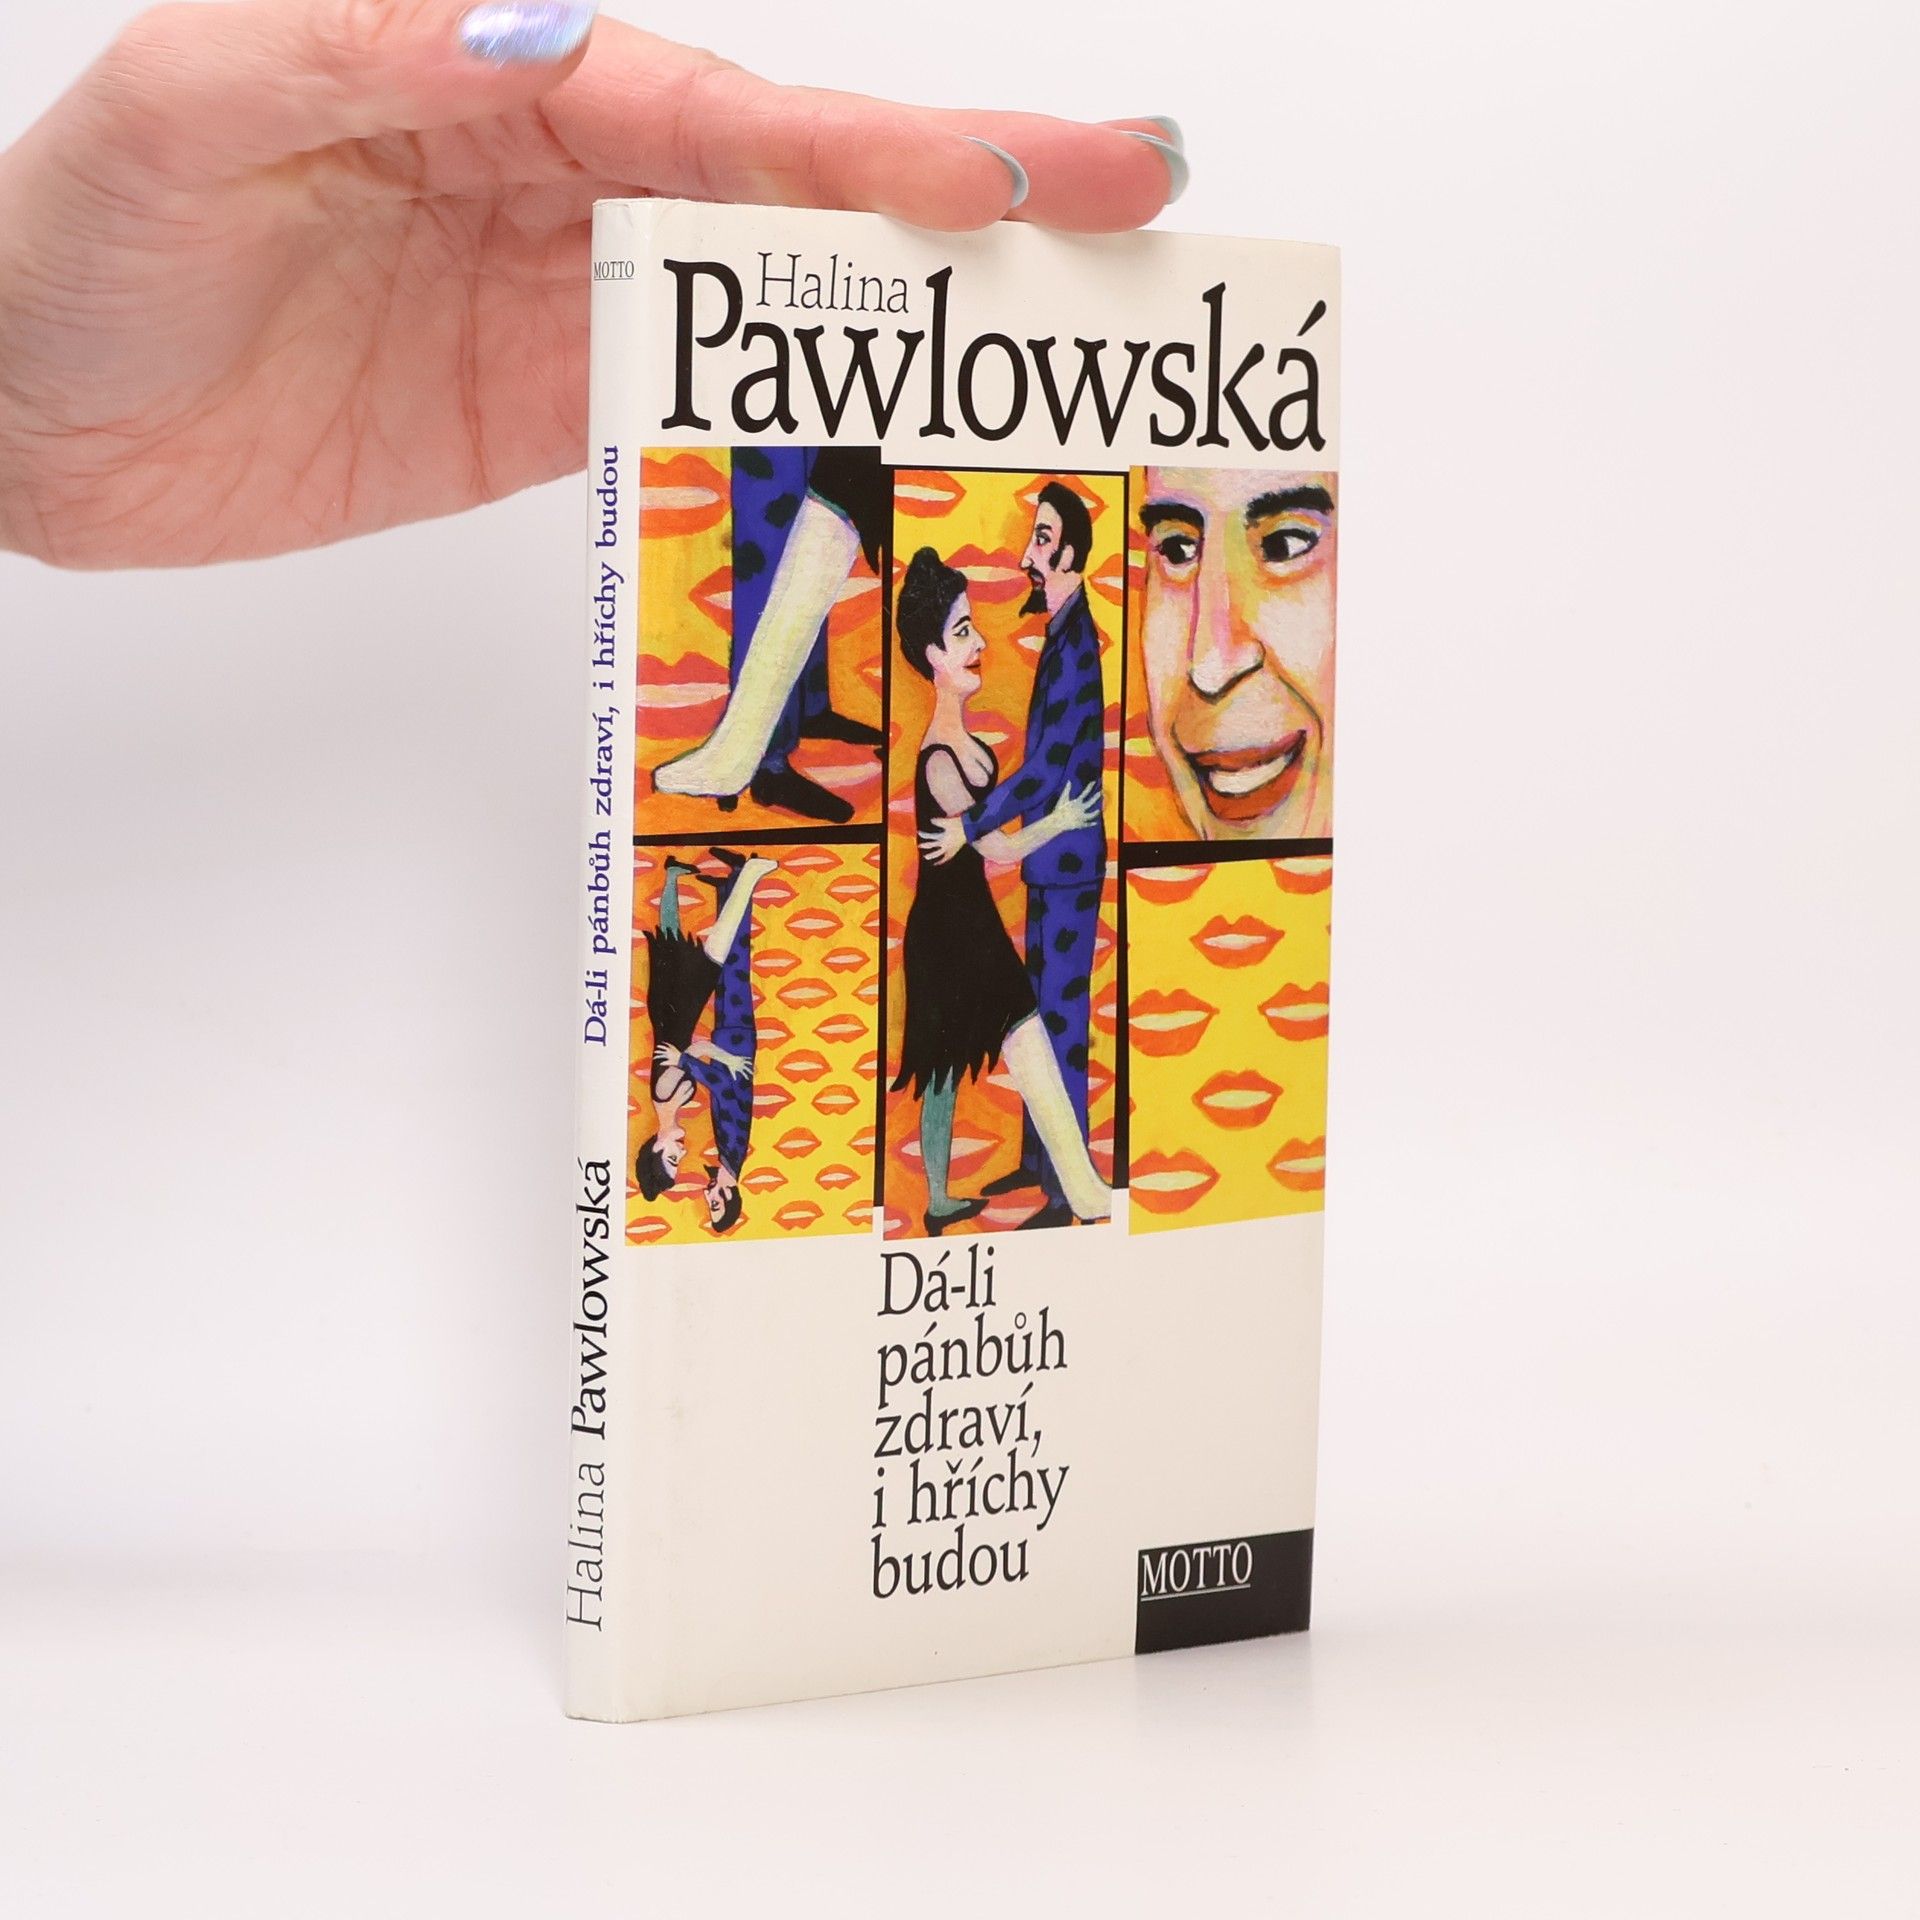 MOTTO
Dá-li pánbůh zdraví, i hříchy budou
Halina Pawlowská
Halina
Pawlowská
Dá-li
pánbůh
zdraví,
i hříchy
budou
MOTTO